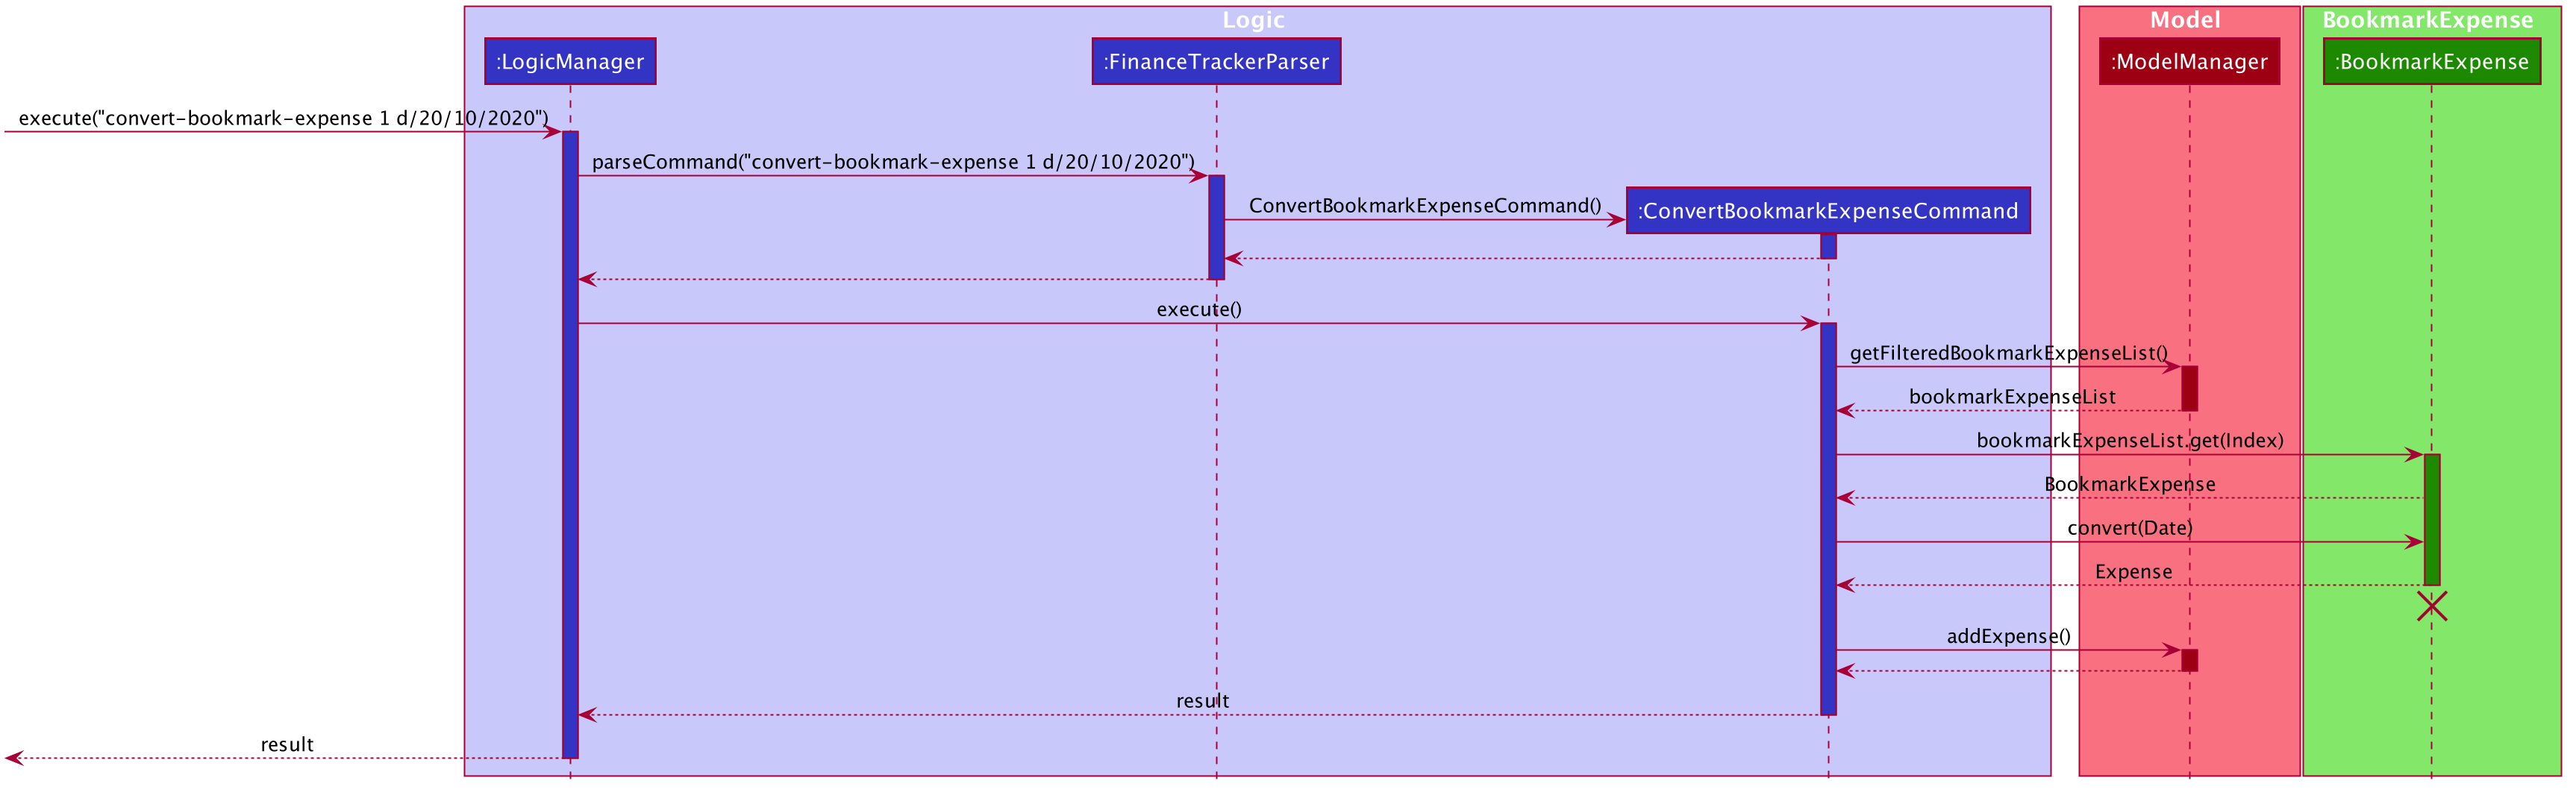 Logic
Model
BookmarkExpense
:LogicManager
:FinanceTrackerParser
:ModelManager
:BookmarkExpense
execute("convert-bookmark-expense 1 d/20/10/2020")
parseCommand("convert-bookmark-expense 1 d/20/10/2020")
ConvertBookmarkExpenseCommand()
:ConvertBookmarkExpenseCommand
execute()
getFilteredBookmarkExpenseList()
bookmarkExpenseList
bookmarkExpenseList.get(Index)
BookmarkExpense
convert(Date)
Expense
addExpense()
result
result